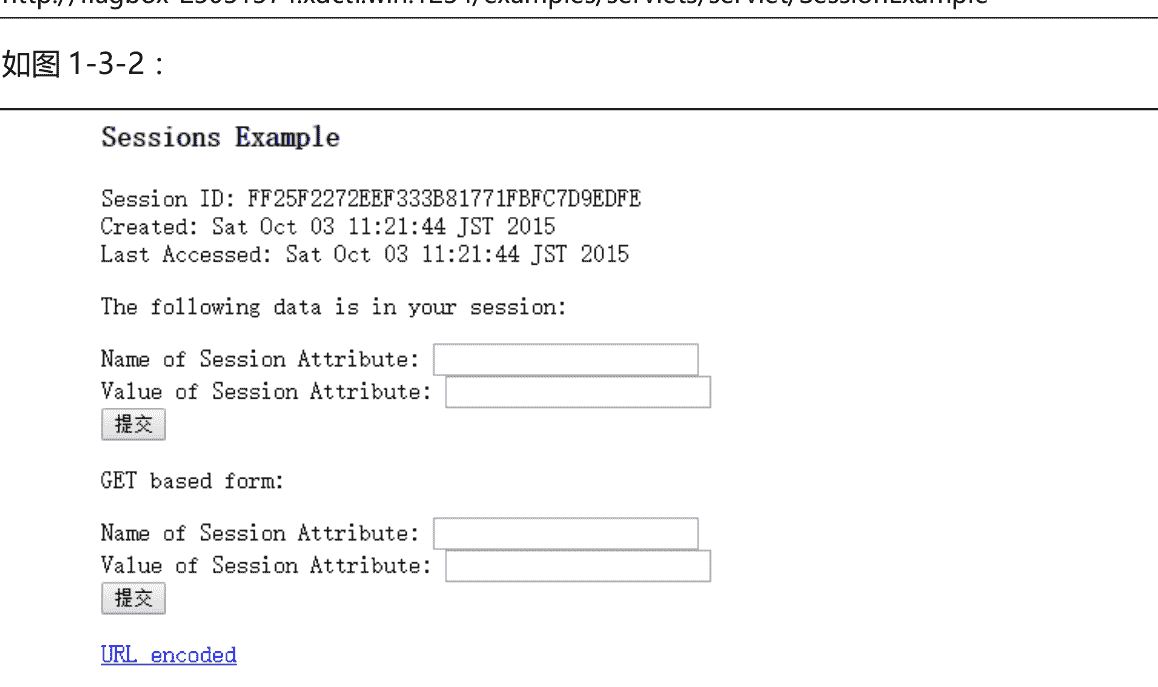 如图 1-3-2：
Sessions Example
Session ID: FF25F2272EEF333B81771FBFC7D9EDFE
Created: Sat Oct 03 11:21:44 JST 2015
Last Accessed: Sat Oct 03 11:21:44 JST 2015
The following data is in your session:
Name of Session Attribute:
Value of Session Attribute:
提交
GET based form:
Name of Session Attribute:
Value of Session Attribute:
提交
URL encoded